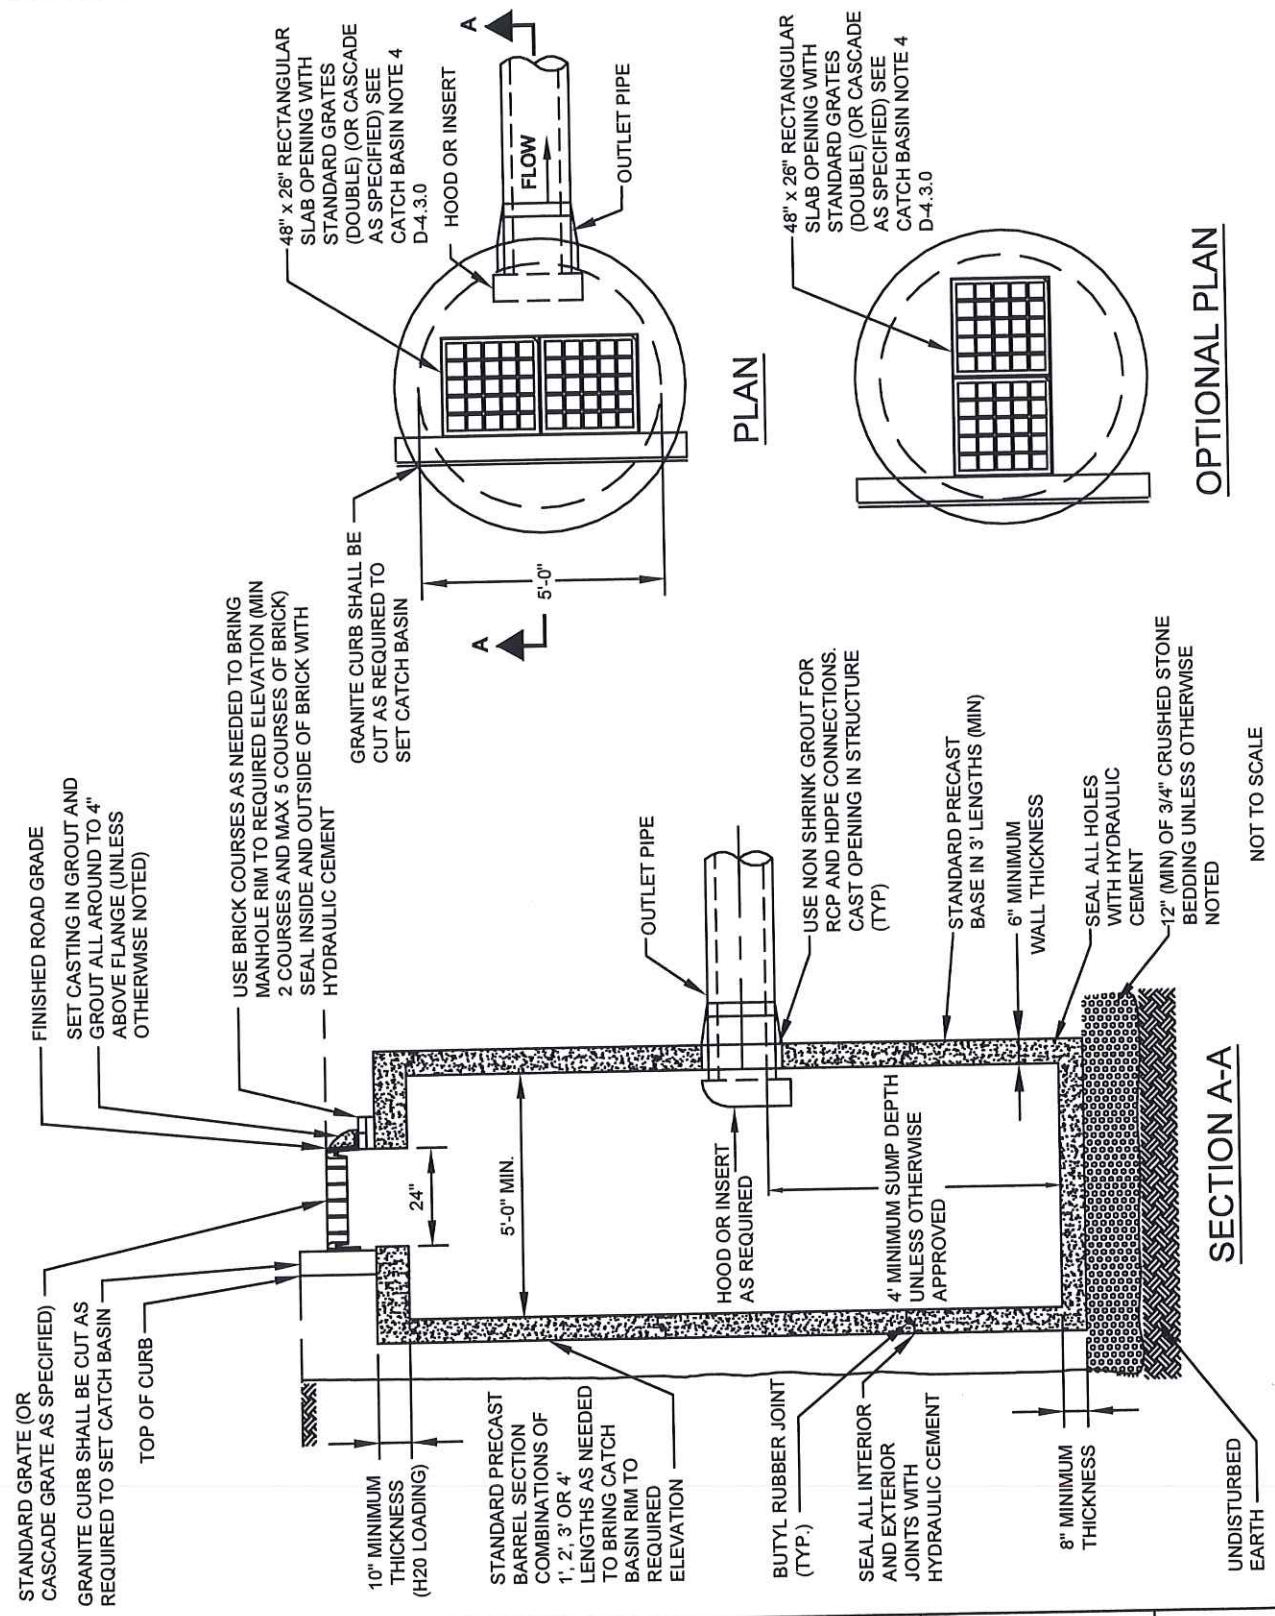 STANDARD GRATE (OR
CASCADE GRATE AS SPECIFIED)
GRANITE CURB SHALL BE CUT AS
REQUIRED TO SET CATCH BASIN
TOP OF CURB
10" MINIMUM
THICKNESS
(H20 LOADING)
STANDARD PRECAST
BARREL SECTION
COMBINATIONS OF
1', 2', 3' OR 4'
LENGTHS AS NEEDED
TO BRING CATCH
BASIN RIM TO
REQUIRED
ELEVATION
BUTYL RUBBER JOINT
(TYP.)
SEAL ALL INTERIOR
AND EXTERIOR
JOINTS WITH
HYDRAULIC CEMENT
8" MINIMUM
THICKNESS
UNDISTURBED
EARTH
24"
5'-0" MIN.
HOOD OR INSERT
AS REQUIRED
4' MINIMUM SUMP DEPTH
UNLESS OTHERWISE
APPROVED
SECTION A-A
FINISHED ROAD GRADE
SET CASTING IN GROUT AND
GROUT ALL AROUND TO 4"
ABOVE FLANGE (UNLESS
OTHERWISE NOTED)
USE BRICK COURSES AS NEEDED TO BRING
MANHOLE RIM TO REQUIRED ELEVATION (MIN
2 COURSES AND MAX 5 COURSES OF BRICK)
SEAL INSIDE AND OUTSIDE OF BRICK WITH
HYDRAULIC CEMENT
OUTLET PIPE
USE NON SHRINK GROUT FOR
RCP AND HDPE CONNECTIONS.
CAST OPENING IN STRUCTURE
(TYP)
STANDARD PRECAST
BASE IN 3' LENGTHS (MIN)
6" MINIMUM
WALL THICKNESS
SEAL ALL HOLES
WITH HYDRAULIC
CEMENT
12" (MIN) OF 3/4" CRUSHED STONE
BEDDING UNLESS OTHERWISE
NOTED
NOT TO SCALE
GRANITE CURB SHALL BE
CUT AS REQUIRED TO
SET CATCH BASIN
A
5'-0"
48" x 26" RECTANGULAR
SLAB OPENING WITH
STANDARD GRATES
(DOUBLE) (OR CASCADE
AS SPECIFIED) SEE
CATCH BASIN NOTE 4
D-4.3.0
HOOD OR INSERT
A
FLOW
OUTLET PIPE
PLAN
48" x 26" RECTANGULAR
SLAB OPENING WITH
STANDARD GRATES
(DOUBLE) (OR CASCADE
AS SPECIFIED) SEE
CATCH BASIN NOTE 4
D-4.3.0
OPTIONAL PLAN